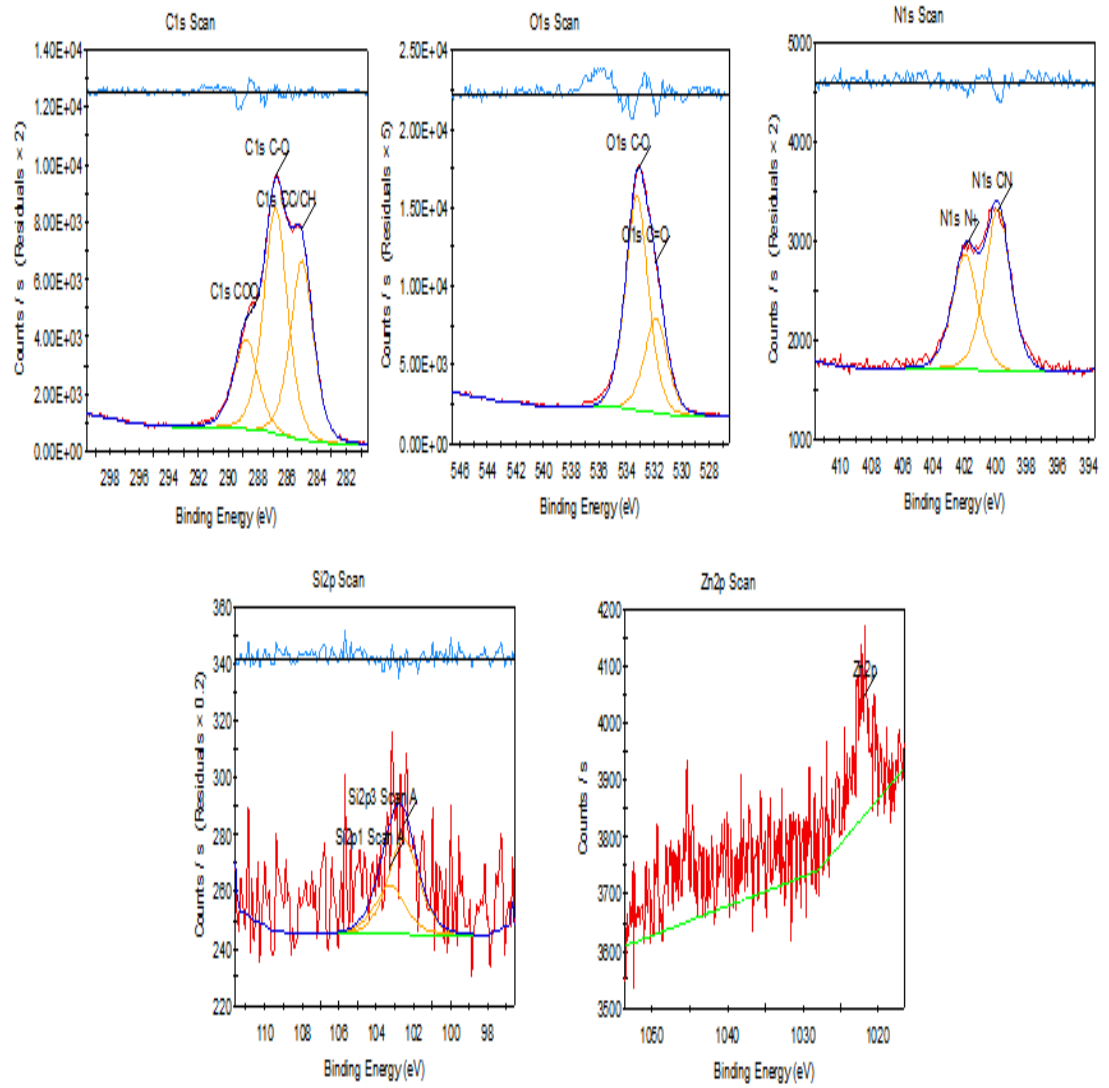 C1s Scan
1.40E+04
1.20E+04
1.00E+04
8.00E+03
6.00E+03
4.00E+03
2.00E+03
0.00E+00
Counts / s (Residuals × 2)
C1s C-O
C1s CC/CH
C1s COO
298 296 294 292 290 288 286 284 282
Binding Energy (eV)
O1s Scan
2.50E+04
2.00E+04
1.50E+04
1.00E+04
5.00E+03
0.00E+00
Counts / s (Residuals × 5)
O1s C-O
O1s C=O
546 544 542 540 538 536 534 532 530 528
Binding Energy (eV)
N1s Scan
5000
4000
3000
2000
1000
Counts / s (Residuals × 2)
N1s CN
N1s N+
410 408 406 404 402 400 398 396 394
Binding Energy (eV)
Si2p Scan
360
340
320
300
280
260
240
220
Counts / s (Residuals × 0.2)
Si2p3 Scan A
Si2p1 Scan A
110 108 106 104 102 100 98
Binding Energy (eV)
Zn2p Scan
4200
4100
4000
3900
3800
3700
3600
3500
Counts / s
Zn2p
1050 1040 1030 1020
Binding Energy (eV)